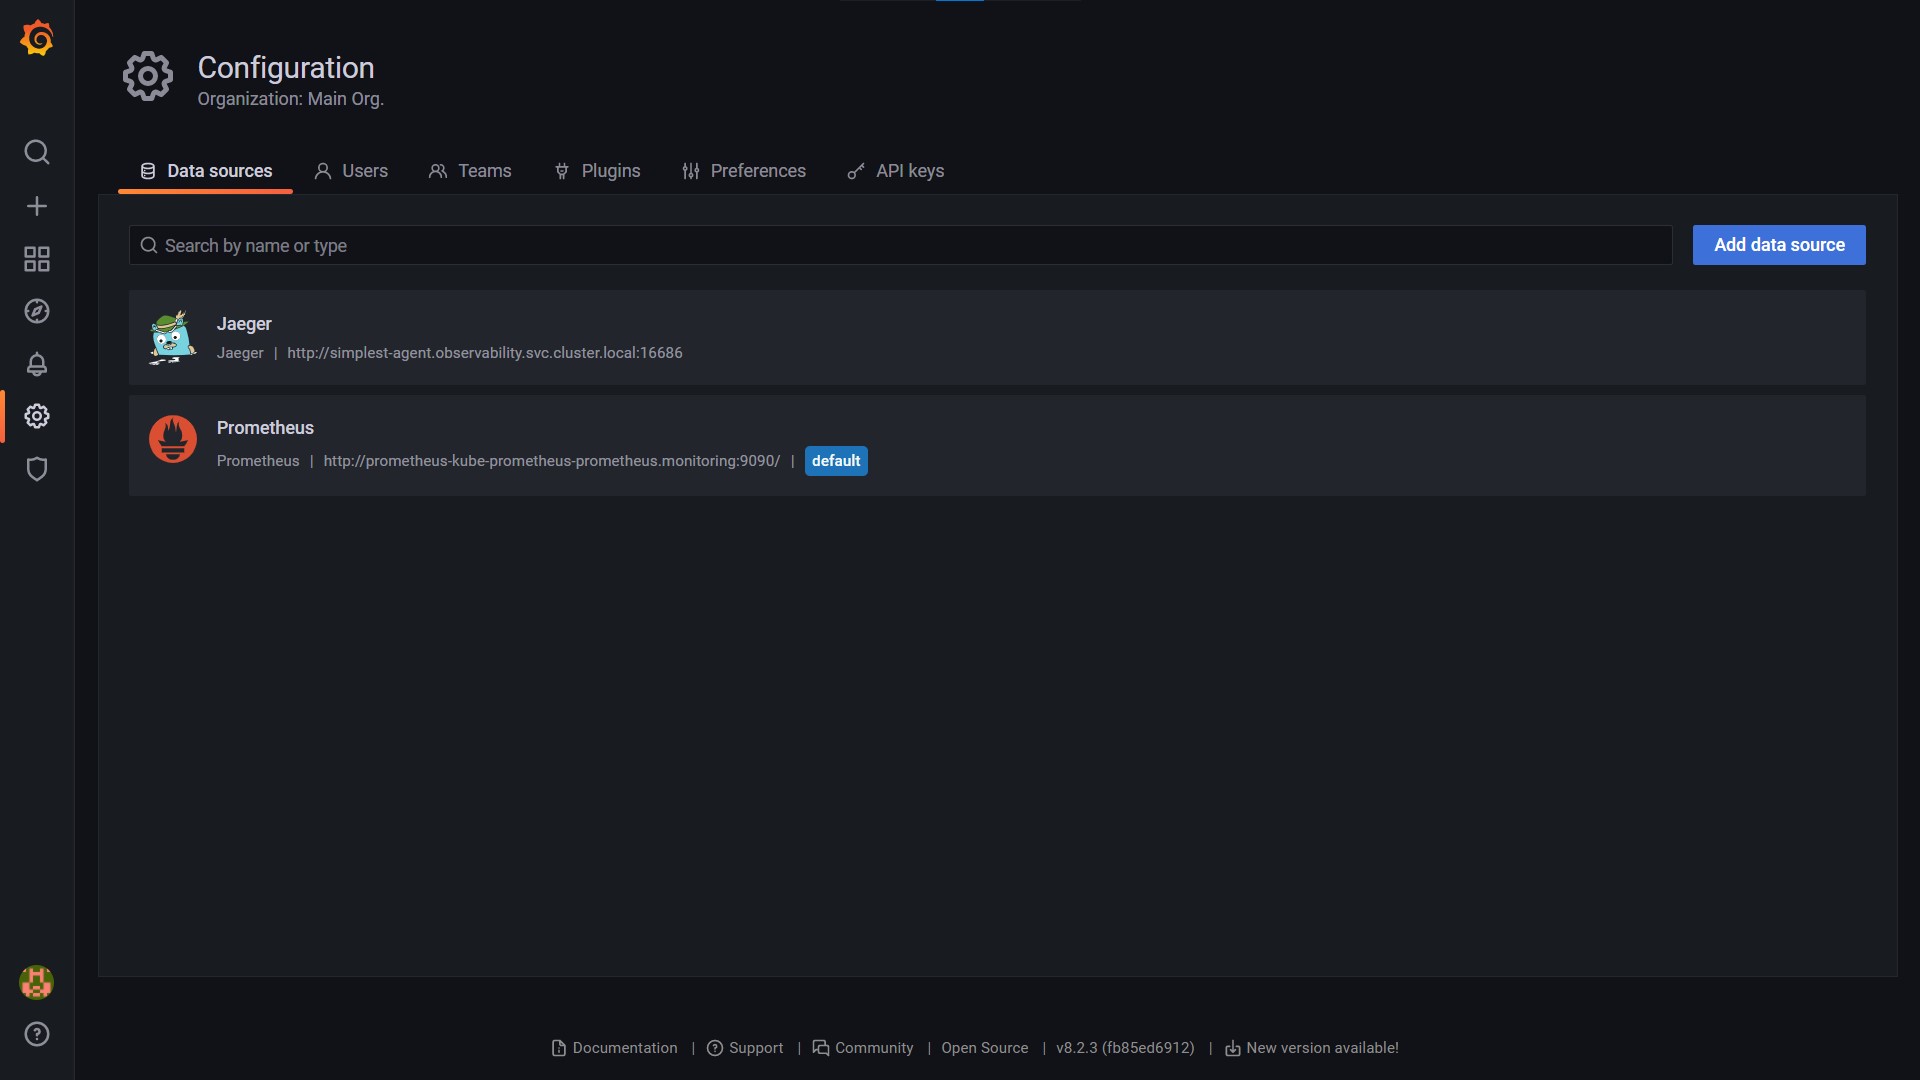 Configuration
Organization: Main Org.
Data sources Users Teams Plugins Preferences API keys
Search by name or type
Add data source
Jaeger
Jaeger | http://simplest-agent.observability.svc.cluster.local:16686
Prometheus
Prometheus | http://prometheus-kube-prometheus-prometheus.monitoring:9090/ | default
Documentation | Support | Community | Open Source | v8.2.3 (fb85ed6912) | New version available!